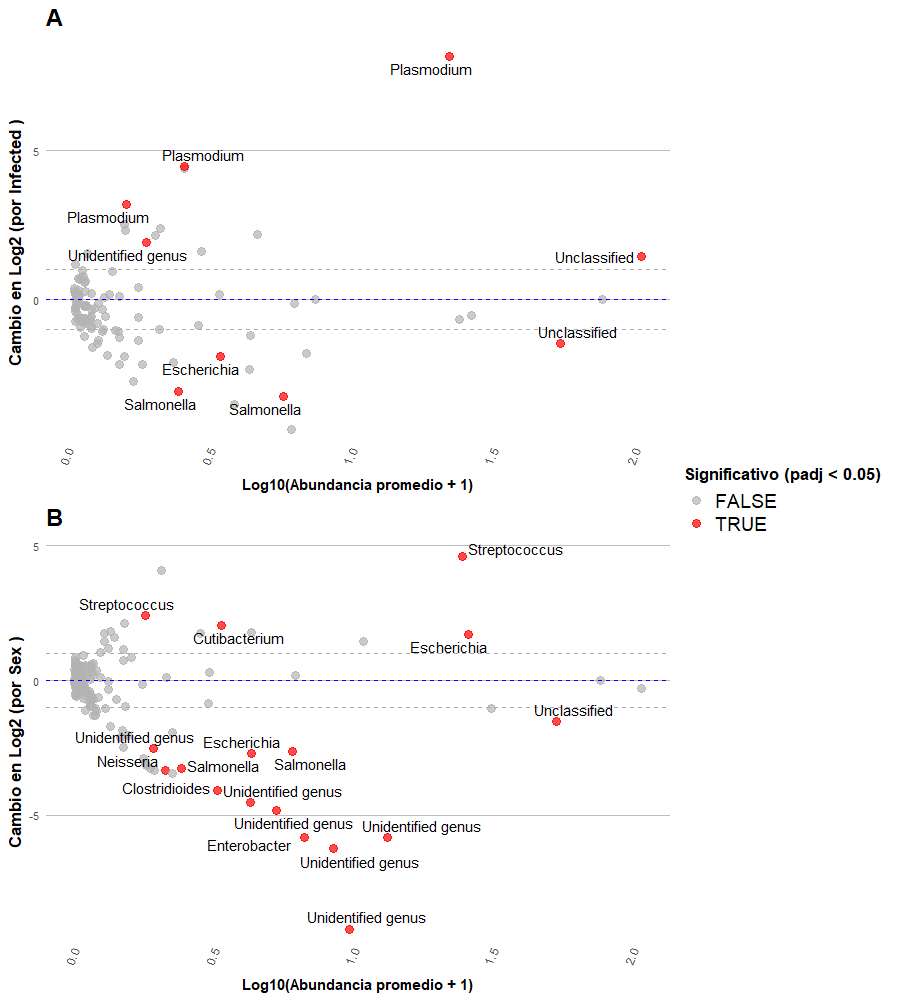 A
Cambio en Log2 (por Infected )
Plasmodium
5
Plasmodium
Plasmodium
Unidentified genus
Unclassified
0
Unclassified
Escherichia
Salmonella
Salmonella
0.0
0.5
1.0
1.5
2.0
Log10(Abundancia promedio + 1)
Significativo (padj < 0.05)
FALSE
TRUE
B
Cambio en Log2 (por Sex )
5
Streptococcus
Streptococcus
Cutibacterium
Escherichia
0
Unclassified
Unidentified genus
Escherichia
Neisseria
Salmonella
Salmonella
Clostridioides
Unidentified genus
-5
Unidentified genus
Unidentified genus
Enterobacter
Unidentified genus
Unidentified genus
0.0
0.5
1.0
1.5
2.0
Log10(Abundancia promedio + 1)